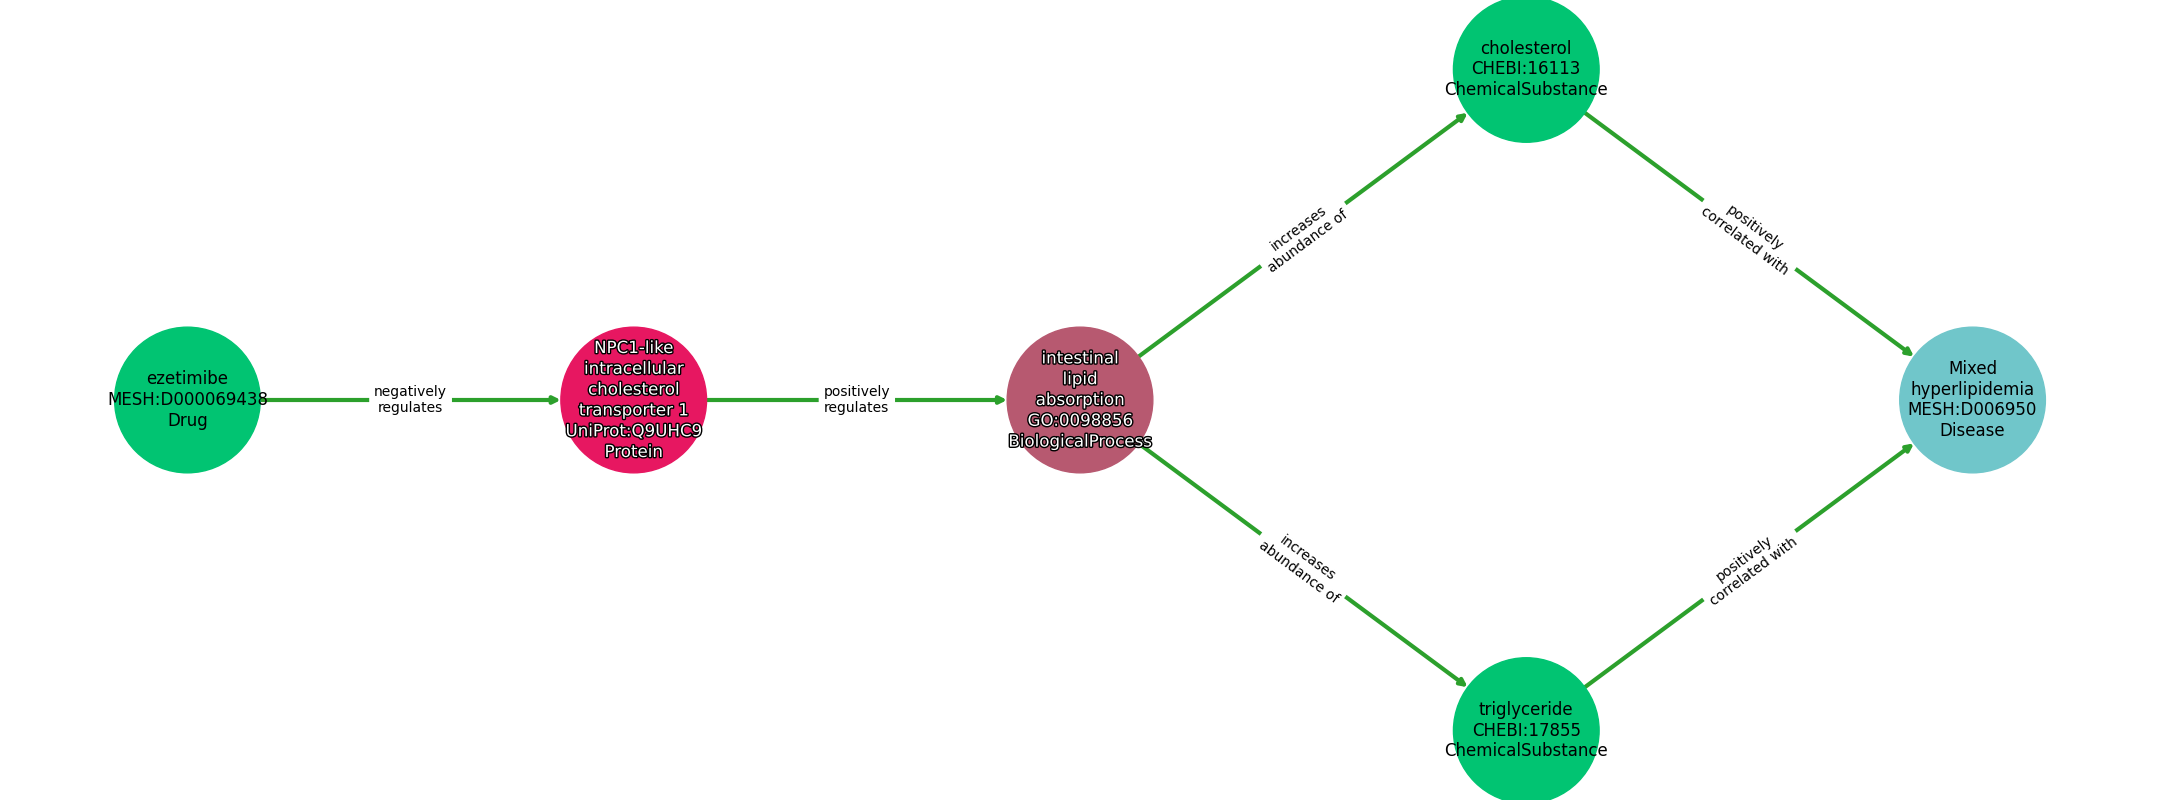 ezetimibe
MESH:D000069438
Drug
negatively
regulates
NPC1-like
intracellular
cholesterol
transporter 1
UniProt:Q9UHC9
Protein
positively
regulates
intestinal
lipid
absorption
GO:0098856
BiologicalProcess
increases
abundance of
cholesterol
CHEBI:16113
ChemicalSubstance
positively
correlated with
increases
abundance of
triglyceride
CHEBI:17855
ChemicalSubstance
positively
correlated with
Mixed
hyperlipidemia
MESH:D006950
Disease